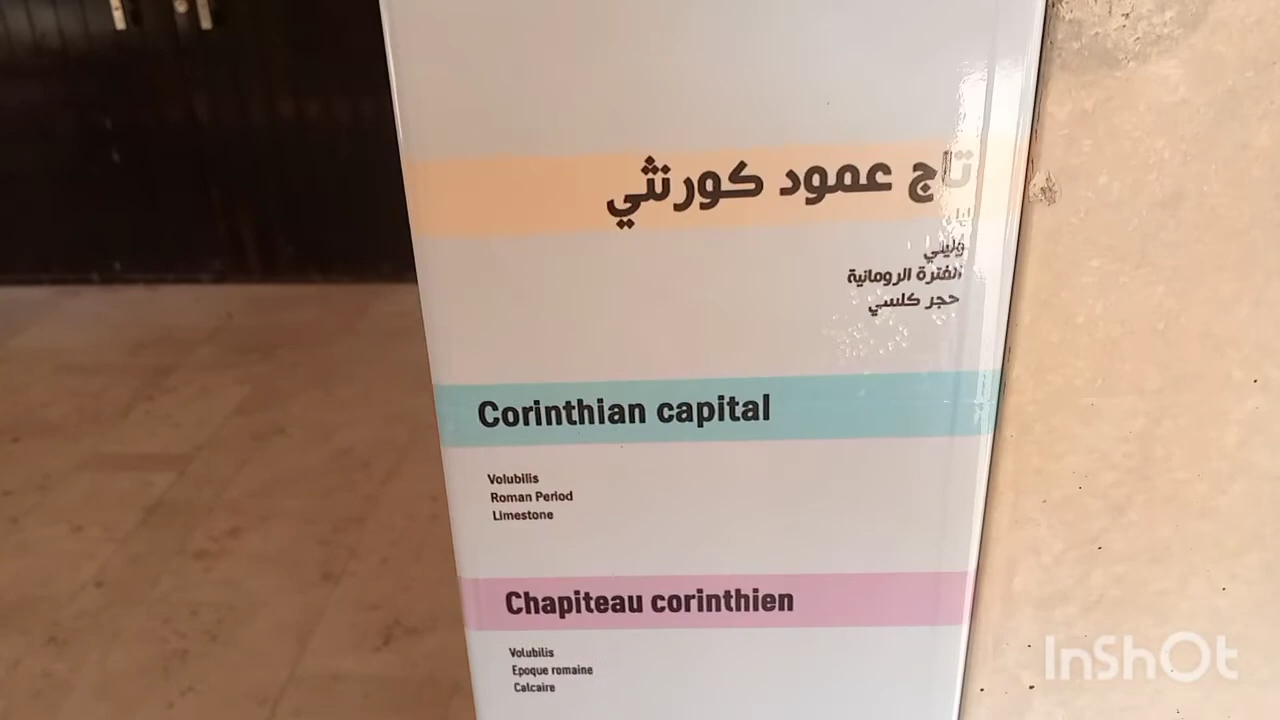 تاج عمود كورنثي
وليلي
الفترة الرومانية
حجر كلسي
Corinthian capital
Volubilis
Roman Period
Limestone
Chapiteau corinthien
Volubilis
Epoque romaine
Calcaire
InShOt